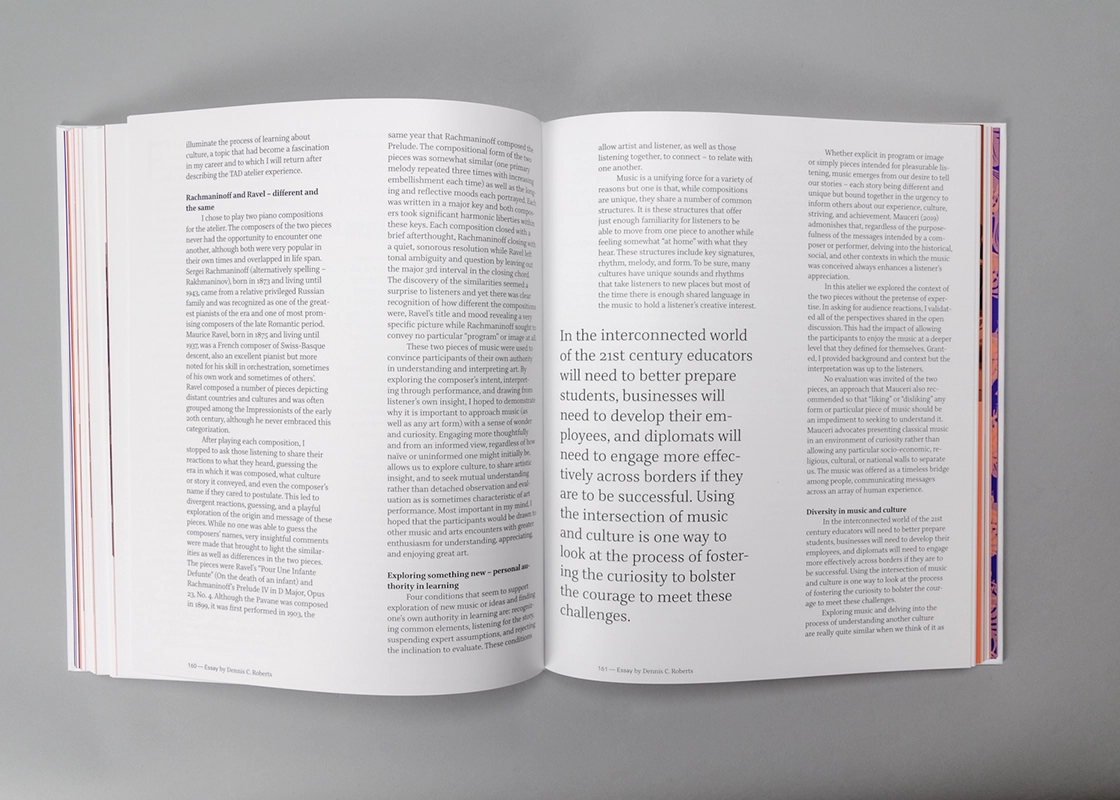 illuminate the process of learning about
culture, a topic that had become a fascination
in my career and to which I will return after
describing the TAD atelier experience.
Rachmaninoff and Ravel – different and
the same
I chose to play two piano compositions
for the atelier. The composers of the two pieces
never had the opportunity to encounter one
another, although both were very popular in
their own times and overlapped in life span.
Sergei Rachmaninoff (alternatively spelling –
Rakhmaninov), born in 1873 and living until
1943, came from a relative privileged Russian
family and was recognized as one of the great-
est pianists of the era and one of most prom-
ising composers of the late Romantic period.
Maurice Ravel, born in 1875 and living until
1937, was a French composer of Swiss-Basque
descent, also an excellent pianist but more
noted for his skill in orchestration, sometimes
of his own work and sometimes of others'.
Ravel composed a number of pieces depicting
distant countries and cultures and was often
grouped among the Impressionists of the early
20th century, although he never embraced this
categorization.
After playing each composition, I
stopped to ask those listening to share their
reactions to what they heard, guessing the
era in which it was composed, what culture
or story it conveyed, and even the composer's
name if they cared to postulate. This led to
divergent reactions, guessing, and a playful
exploration of the origin and message of these
pieces. While no one was able to guess the
composers' names, very insightful comments
were made that brought to light the similar-
ities as well as differences in the two pieces.
The pieces were Ravel's "Pour Une Infante
Defunte" (On the death of an infant) and
Rachmaninoff's Prelude IV in D Major, Opus
23, No. 4. Although the Pavane was composed
in 1899, it was first performed in 1903, the
same year that Rachmaninoff composed the
Prelude. The compositional form of the two
pieces was somewhat similar (one primary
melody repeated three times with increasing
embellishment each time) as well as the long-
ing and reflective moods each portrayed. Each
was written in a major key and both compos-
ers took significant harmonic liberties within
these keys. Each composition closed with a
brief afterthought, Rachmaninoff closing with
a quiet, sonorous resolution while Ravel left
tonal ambiguity and question by leaving out
the major 3rd interval in the closing chord.
The discovery of the similarities seemed a
surprise to listeners and yet there was clear
recognition of how different the compositions
were, Ravel's title and mood revealing a very
specific picture while Rachmaninoff sought to
convey no particular "program" or image at all
These two pieces of music were used to
convince participants of their own authority
in understanding and interpreting art. By
exploring the composer's intent, interpret-
ing through performance, and drawing from
listener's own insight, I hoped to demonstrate
why it is important to approach music (as
well as any art form) with a sense of wonder
and curiosity. Engaging more thoughtfully
and from an informed view, regardless of how
naïve or uninformed one might initially be,
allows us to explore culture, to share artistic
insight, and to seek mutual understanding
rather than detached observation and eval-
uation as is sometimes characteristic of art
performance. Most important in my mind, I
hoped that the participants would be drawn to
other music and arts encounters with greater
enthusiasm for understanding, appreciating,
and enjoying great art.
Exploring something new – personal au-
thority in learning
Four conditions that seem to support
exploration of new music or ideas and finding
one's own authority in learning are: recogniz-
ing common elements, listening for the story,
suspending expert assumptions, and rejecting
the inclination to evaluate. These conditions
160 — Essay by Dennis C. Roberts
allow artist and listener, as well as those
listening together, to connect – to relate with
one another.
Music is a unifying force for a variety of
reasons but one is that, while compositions
are unique, they share a number of common
structures. It is these structures that offer
just enough familiarity for listeners to be
able to move from one piece to another while
feeling somewhat "at home" with what they
hear. These structures include key signatures,
rhythm, melody, and form. To be sure, many
cultures have unique sounds and rhythms
that take listeners to new places but most of
the time there is enough shared language in
the music to hold a listener's creative interest.
In the interconnected world
of the 21st century educators
will need to better prepare
students, businesses will
need to develop their em-
ployees, and diplomats will
need to engage more effec-
tively across borders if they
are to be successful. Using
the intersection of music
and culture is one way to
look at the process of foster-
ing the curiosity to bolster
the courage to meet these
challenges.
161 — Essay by Dennis C. Roberts
Whether explicit in program or image
or simply pieces intended for pleasurable lis-
tening, music emerges from our desire to tell
our stories – each story being different and
unique but bound together in the urgency to
inform others about our experience, culture,
striving, and achievement. Mauceri (2019)
admonishes that, regardless of the purpose-
fulness of the messages intended by a com-
poser or performer, delving into the historical,
social, and other contexts in which the music
was conceived always enhances a listener's
appreciation.
In this atelier we explored the context of
the two pieces without the pretense of exper-
tise. In asking for audience reactions, I validat-
ed all of the perspectives shared in the open
discussion. This had the impact of allowing
the participants to enjoy the music at a deeper
level that they defined for themselves. Grant-
ed, I provided background and context but the
interpretation was up to the listeners.
No evaluation was invited of the two
pieces, an approach that Mauceri also rec-
ommended so that "liking" or "disliking" any
form or particular piece of music should be
an impediment to seeking to understand it.
Mauceri advocates presenting classical music
in an environment of curiosity rather than
allowing any particular socio-economic, re-
ligious, cultural, or national walls to separate
us. The music was offered as a timeless bridge
among people, communicating messages
across an array of human experience.
Diversity in music and culture
In the interconnected world of the 21st
century educators will need to better prepare
students, businesses will need to develop their
employees, and diplomats will need to engage
more effectively across borders if they are to
be successful. Using the intersection of music
and culture is one way to look at the process
of fostering the curiosity to bolster the cour-
age to meet these challenges.
Exploring music and delving into the
process of understanding another culture
are really quite similar when we think of it as